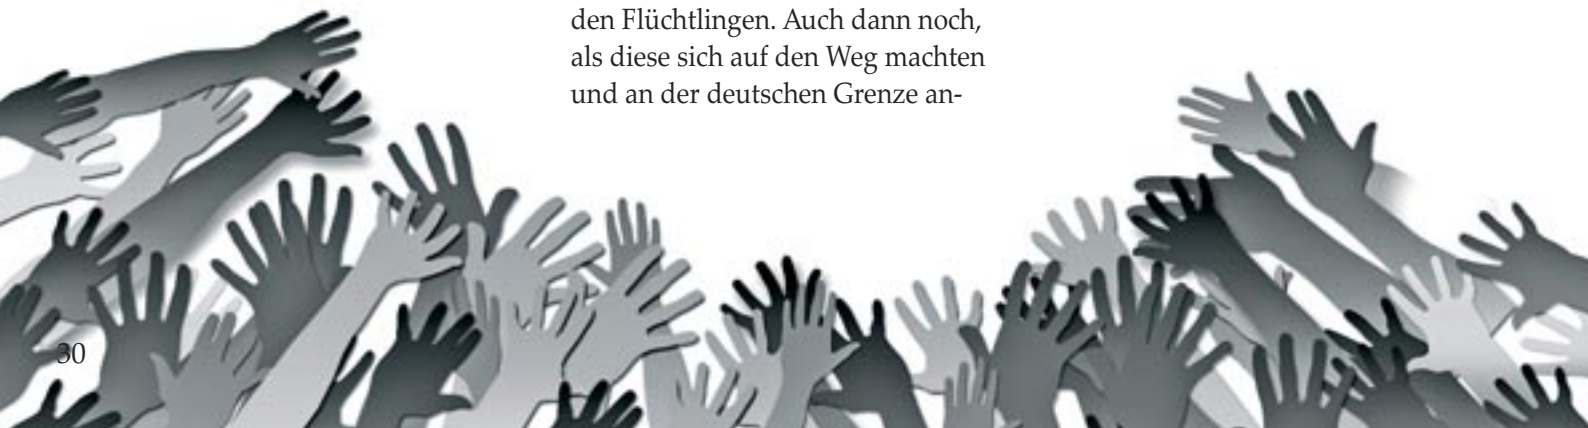 den Flüchtlingen. Auch dann noch,
als diese sich auf den Weg machten
und an der deutschen Grenze an-
30